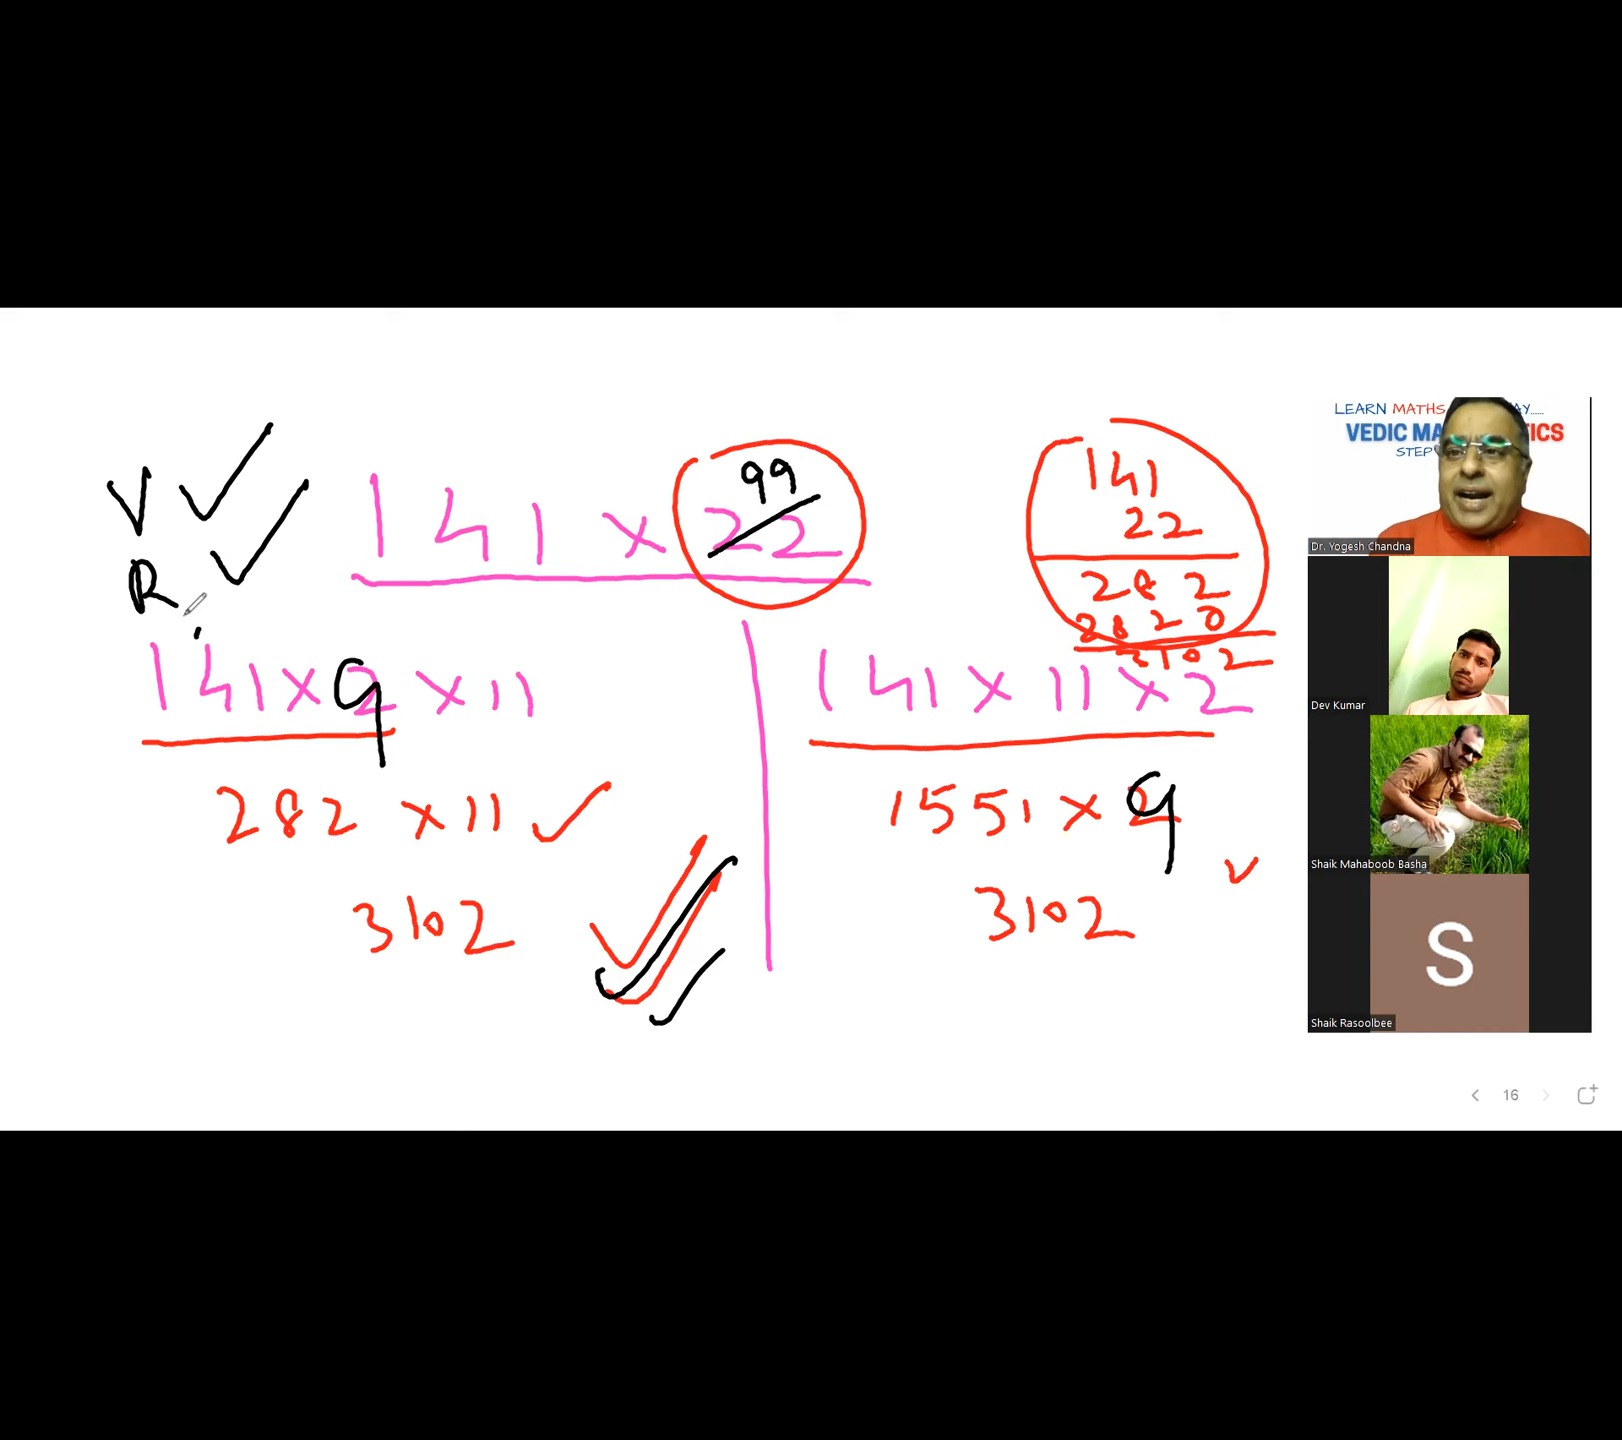 V
R
99
141 × 22
141 × 9 × 11
282 × 11
3102
141
22
282
2820
3102
141 × 11 × 2
1551 × 9
3102
LEARN MATHS
VEDIC MA
TICS
STEP
Dr. Yogesh Chandna
Dev Kumar
Shaik Mahaboob Basha
S
Shaik Rasoolbee
16